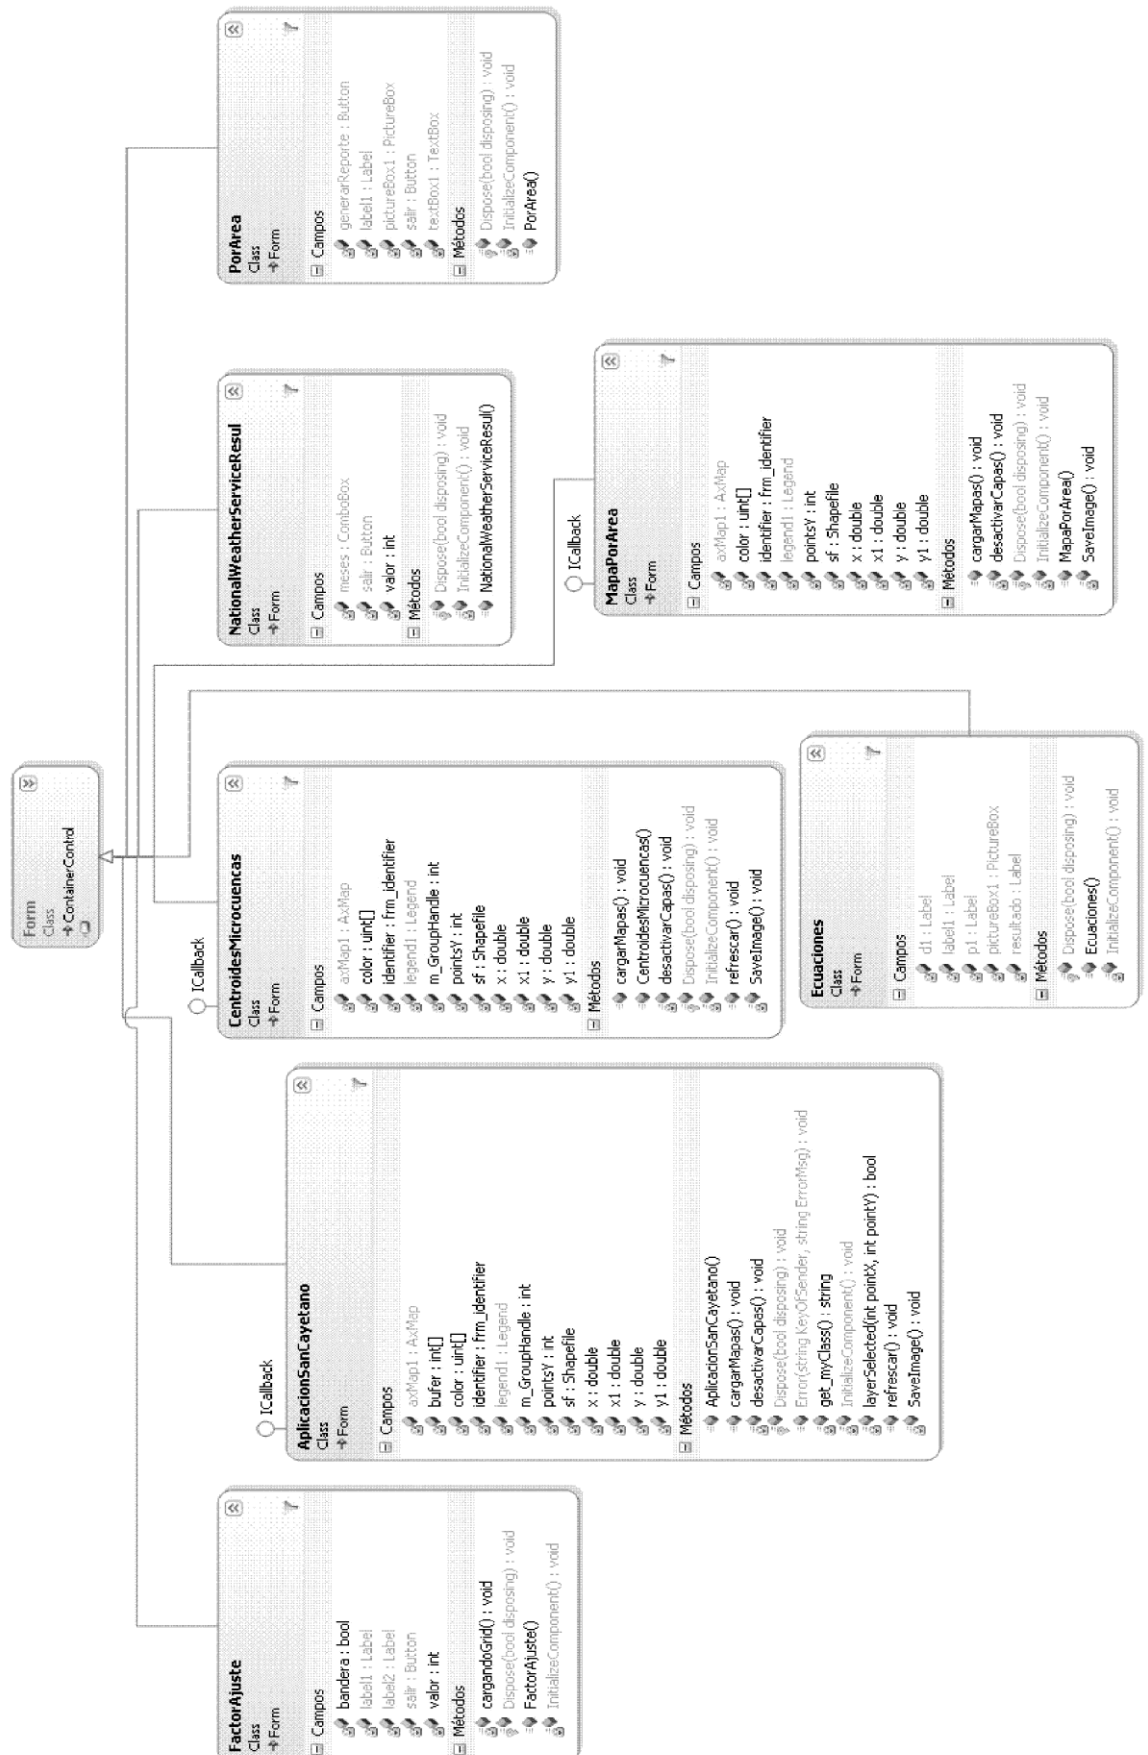 Form
Class
ContainerControl
FactorAjuste
Class
Form
Campos
bandera : bool
label1 : Label
label2 : Label
salir : Button
valor : int
Métodos
cargandoGrid() : void
Dispose(bool disposing) : void
FactorAjuste()
InitializeComponent() : void
ICallback
AplicacionSanCayetano
Class
Form
Campos
axMap1 : AxMap
bufer : int[]
color : uint[]
identifier : frm_identifier
legend1 : Legend
m_GroupHandle : int
pointsY : int
sf : Shapefile
x : double
x1 : double
y : double
y1 : double
Métodos
AplicacionSanCayetano()
cargarMapas() : void
desactivarCapas() : void
Dispose(bool disposing) : void
Error(string KeyOfSender, string ErrorMsg) : void
get_myClass() : string
InitializeComponent() : void
layerSelected(int pointX, int pointY) : bool
refrescar() : void
SaveImage() : void
ICallback
CentroidesMicrocuencas
Class
Form
Campos
axMap1 : AxMap
color : uint[]
identifier : frm_identifier
legend1 : Legend
m_GroupHandle : int
pointsY : int
sf : Shapefile
x : double
x1 : double
y : double
y1 : double
Métodos
cargarMapas() : void
CentroidesMicrocuencas()
desactivarCapas() : void
Dispose(bool disposing) : void
InitializeComponent() : void
refrescar() : void
SaveImage() : void
NationalWeatherServiceResul
Class
Form
Campos
meses : ComboBox
salir : Button
valor : int
Métodos
Dispose(bool disposing) : void
InitializeComponent() : void
NationalWeatherServiceResul()
PorArea
Class
Form
Campos
generarReporte : Button
label1 : Label
pictureBox1 : PictureBox
salir : Button
textBox1 : TextBox
Métodos
Dispose(bool disposing) : void
InitializeComponent() : void
PorArea()
Ecuaciones
Class
Form
Campos
d1 : Label
label1 : Label
p1 : Label
pictureBox1 : PictureBox
resultado : Label
Métodos
Dispose(bool disposing) : void
Ecuaciones()
InitializeComponent() : void
ICallback
MapaPorArea
Class
Form
Campos
axMap1 : AxMap
color : uint[]
identifier : frm_identifier
legend1 : Legend
pointsY : int
sf : Shapefile
x : double
x1 : double
y : double
y1 : double
Métodos
cargarMapas() : void
desactivarCapas() : void
Dispose(bool disposing) : void
InitializeComponent() : void
MapaPorArea()
SaveImage() : void